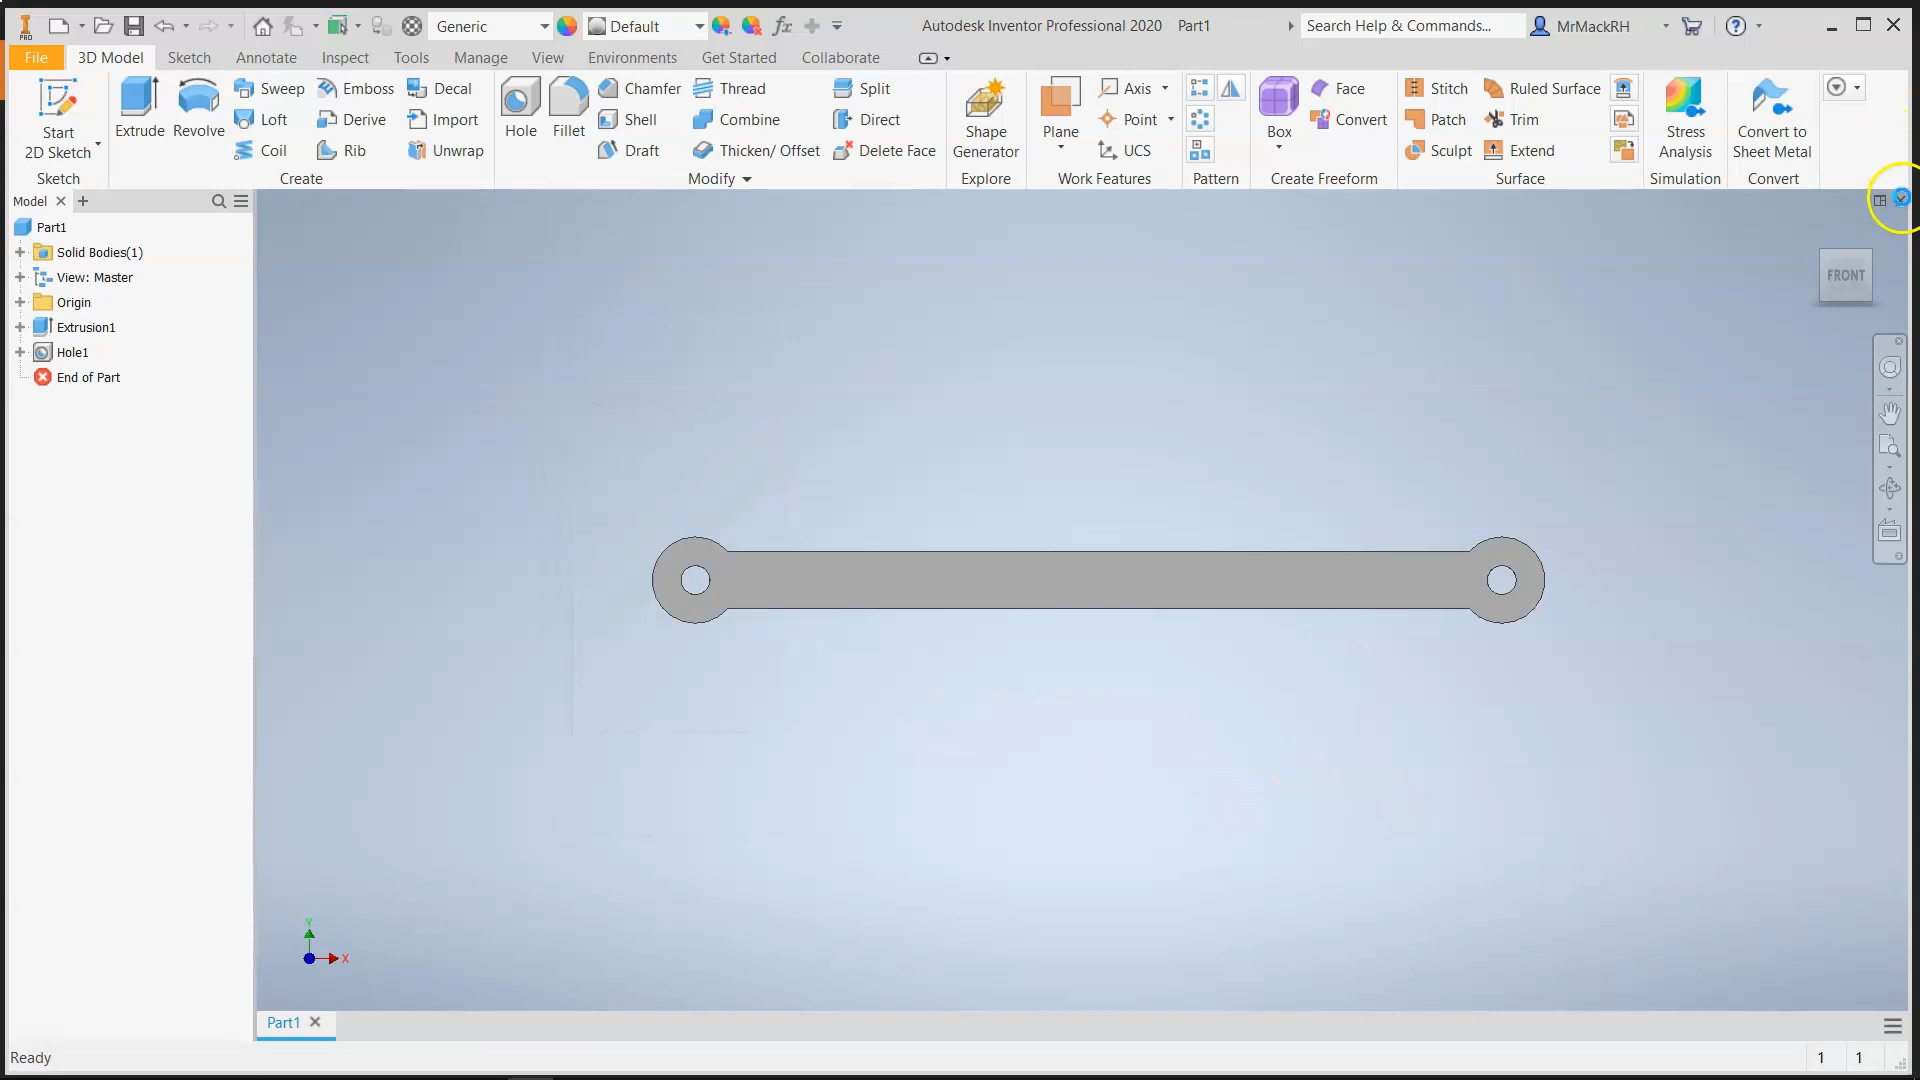 PRO
Generic
Default
fx
Autodesk Inventor Professional 2020 Part1
Search Help & Commands...
MrMackRH
File
3D Model
Sketch
Annotate
Inspect
Tools
Manage
View
Environments
Get Started
Collaborate
Start
2D Sketch
Sketch
Extrude
Revolve
Sweep
Loft
Coil
Emboss
Derive
Rib
Decal
Import
Unwrap
Create
Hole
Fillet
Chamfer
Shell
Draft
Thread
Combine
Thicken/ Offset
Split
Direct
Delete Face
Modify
Shape
Generator
Explore
Plane
Axis
Point
UCS
Work Features
Pattern
Box
Face
Convert
Create Freeform
Stitch
Patch
Sculpt
Ruled Surface
Trim
Extend
Surface
Stress
Analysis
Simulation
Convert to
Sheet Metal
Convert
Model
Part1
Solid Bodies(1)
View: Master
Origin
Extrusion1
Hole1
End of Part
FRONT
Y
X
Part1
Ready
1 1